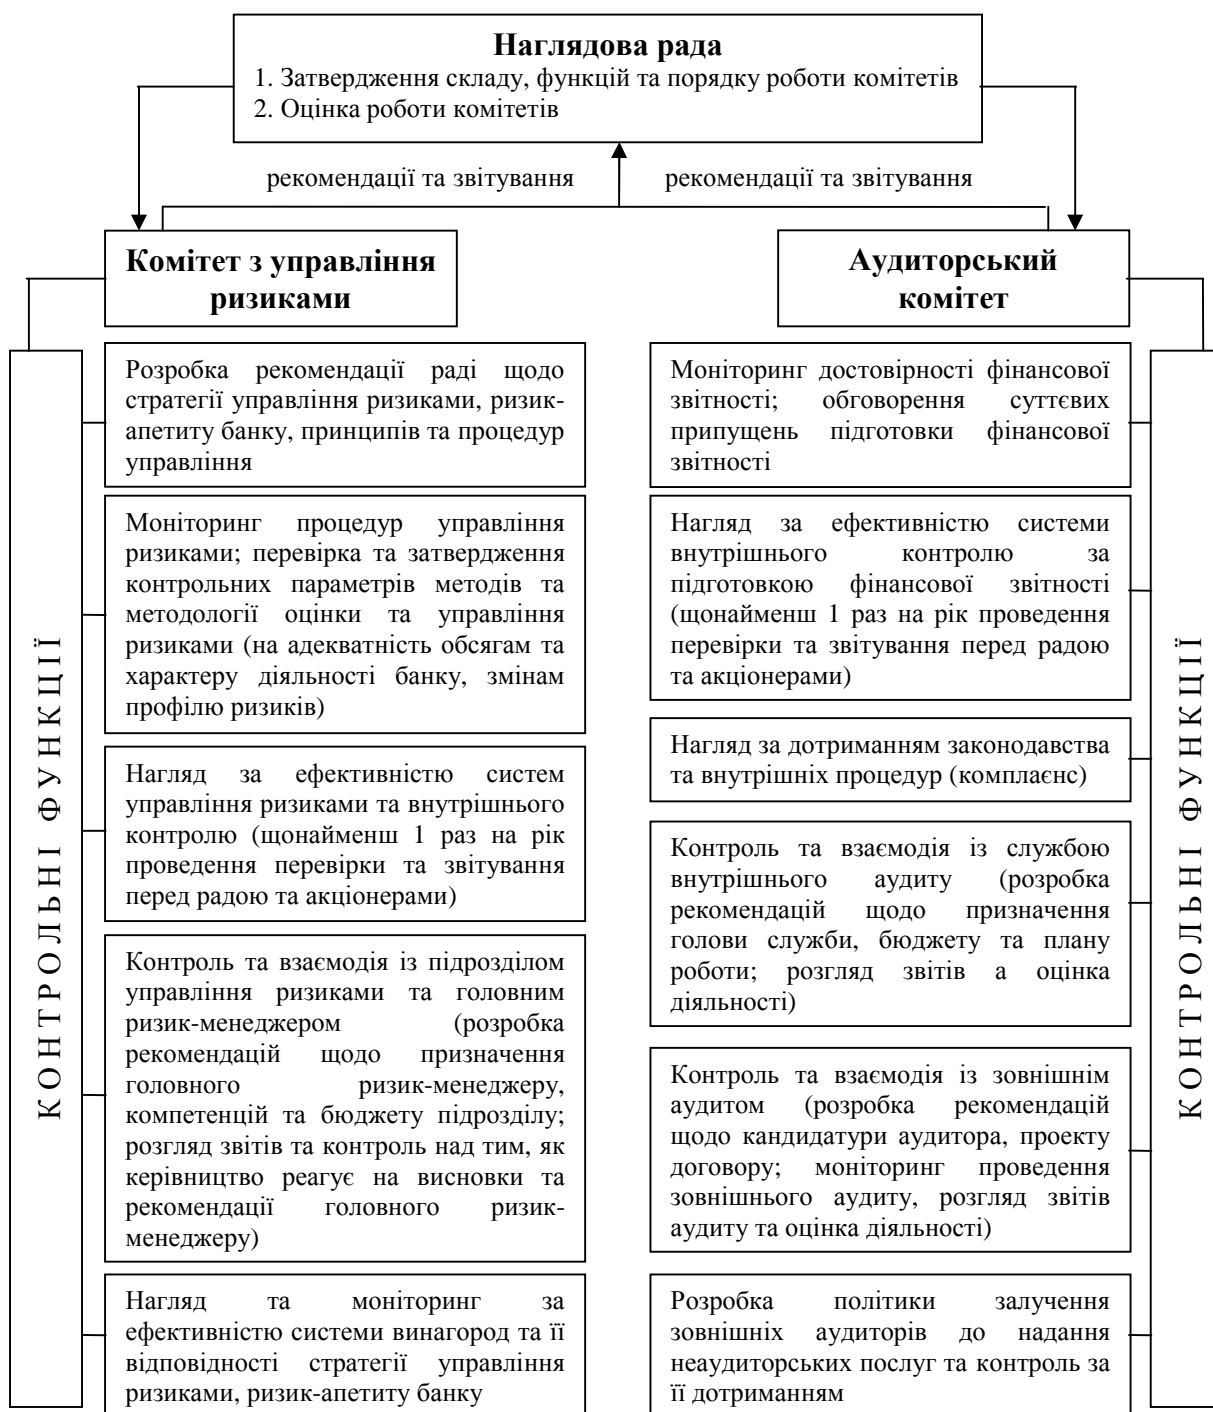 Наглядова рада
1. Затвердження складу, функцій та порядку роботи комітетів
2. Оцінка роботи комітетів
рекомендації та звітування
рекомендації та звітування
Комітет з управління
ризиками
Аудиторський
комітет
КОНТРОЛЬНІ ФУНКЦІЇ
Розробка рекомендації раді щодо
стратегії управління ризиками, ризик-
апетиту банку, принципів та процедур
управління
Моніторинг процедур управління
ризиками; перевірка та затвердження
контрольних параметрів методів та
методології оцінки та управління
ризиками (на адекватність обсягам та
характеру діяльності банку, змінам
профілю ризиків)
Нагляд за ефективністю систем
управління ризиками та внутрішнього
контролю (щонайменш 1 раз на рік
проведення перевірки та звітування
перед радою та акціонерами)
Контроль та взаємодія із підрозділом
управління ризиками та головним
ризик-менеджером (розробка
рекомендацій щодо призначення
головного ризик-менеджеру,
компетенцій та бюджету підрозділу;
розгляд звітів та контроль над тим, як
керівництво реагує на висновки та
рекомендації головного ризик-
менеджеру)
Нагляд та моніторинг за
ефективністю системи винагород та її
відповідності стратегії управління
ризиками, ризик-апетиту банку
Моніторинг достовірності фінансової
звітності; обговорення суттєвих
припущень підготовки фінансової
звітності
Нагляд за ефективністю системи
внутрішнього контролю за
підготовкою фінансової звітності
(щонайменш 1 раз на рік проведення
перевірки та звітування перед радою
та акціонерами)
Нагляд за дотриманням законодавства
та внутрішніх процедур (комплаєнс)
Контроль та взаємодія із службою
внутрішнього аудиту (розробка
рекомендацій щодо призначення
голови служби, бюджету та плану
роботи; розгляд звітів а оцінка
діяльності)
Контроль та взаємодія із зовнішнім
аудитом (розробка рекомендацій
щодо кандидатури аудитора, проекту
договору; моніторинг проведення
зовнішнього аудиту, розгляд звітів
аудиту та оцінка діяльності)
Розробка політики залучення
зовнішніх аудиторів до надання
неаудиторських послуг та контроль за
її дотриманням
КОНТРОЛЬНІ ФУНКЦІЇ